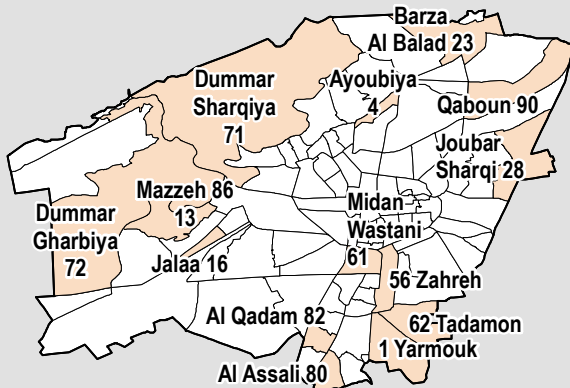 Barza
Al Balad 23
Dummar
Sharqiya
71
Ayoubiya
4
Qaboun 90
Joubar
Sharqi 28
Mazzeh 86
13
Midan
Wastani
61
Dummar
Gharbiya
72
Jalaa 16
56 Zahreh
Al Qadam 82
62 Tadamon
1 Yarmouk
Al Assali 80